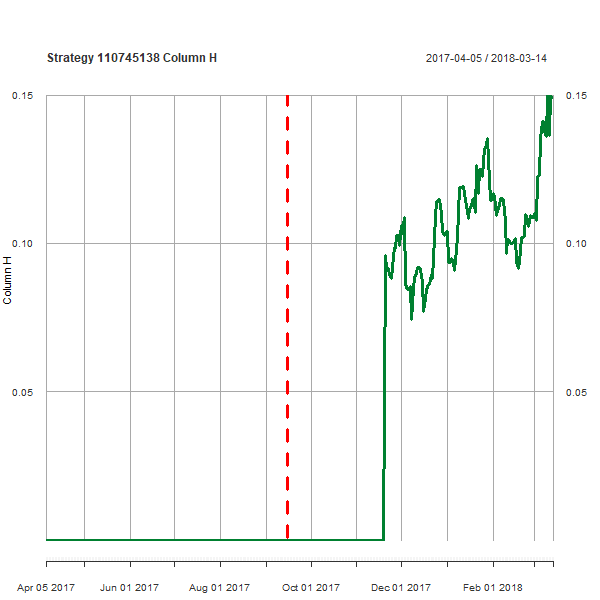 Strategy 110745138 Column H 2017-04-05 / 2018-03-14
0.15 0.15
0.10 0.10
Column H
0.05 0.05
Apr 05 2017 Jun 01 2017 Aug 01 2017 Oct 01 2017 Dec 01 2017 Feb 01 2018